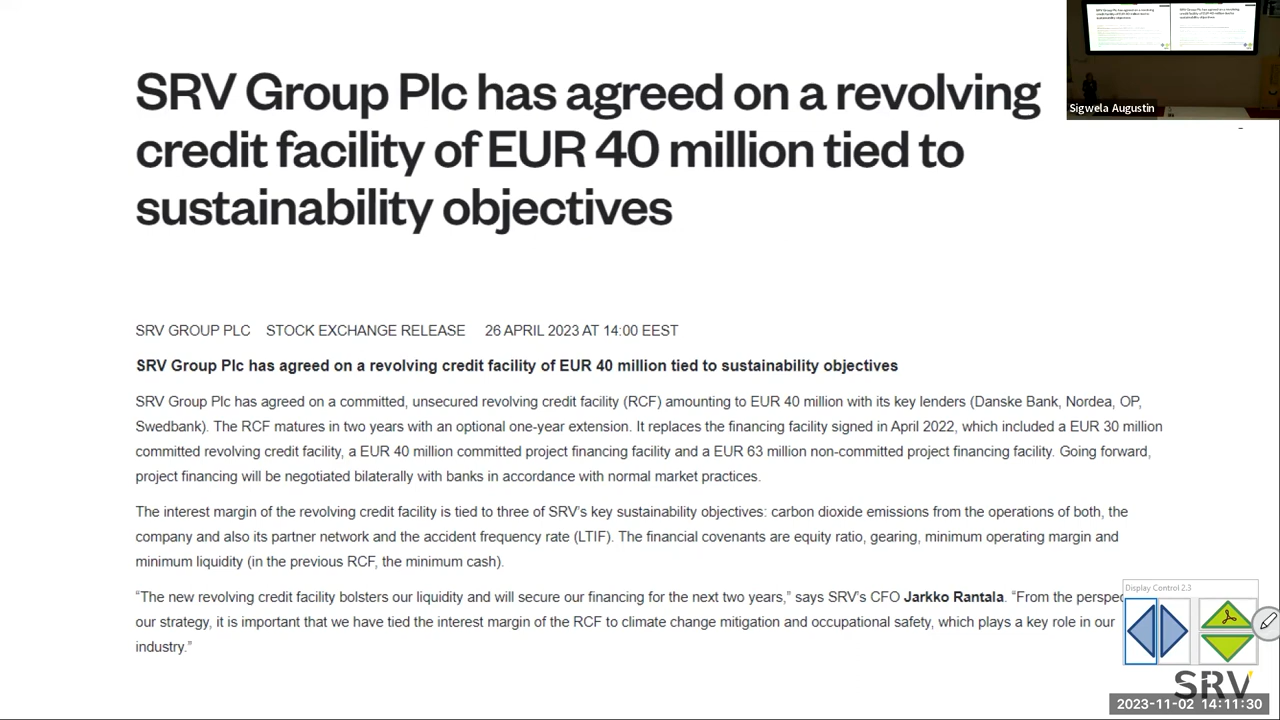 SRV Group Plc has agreed on a revolving
credit facility of EUR 40 million tied to
sustainability objectives
Sigwela Augustin
SRV GROUP PLC STOCK EXCHANGE RELEASE 26 APRIL 2023 AT 14:00 EEST
SRV Group Plc has agreed on a revolving credit facility of EUR 40 million tied to sustainability objectives
SRV Group Plc has agreed on a committed, unsecured revolving credit facility (RCF) amounting to EUR 40 million with its key lenders (Danske Bank, Nordea, OP,
Swedbank). The RCF matures in two years with an optional one-year extension. It replaces the financing facility signed in April 2022, which included a EUR 30 million
committed revolving credit facility, a EUR 40 million committed project financing facility and a EUR 63 million non-committed project financing facility. Going forward,
project financing will be negotiated bilaterally with banks in accordance with normal market practices.
The interest margin of the revolving credit facility is tied to three of SRV's key sustainability objectives: carbon dioxide emissions from the operations of both, the
company and also its partner network and the accident frequency rate (LTIF). The financial covenants are equity ratio, gearing, minimum operating margin and
minimum liquidity (in the previous RCF, the minimum cash).
“The new revolving credit facility bolsters our liquidity and will secure our financing for the next two years,” says SRV's CFO Jarkko Rantala. “From the perspec
our strategy, it is important that we have tied the interest margin of the RCF to climate change mitigation and occupational safety, which plays a key role in our
industry.”
Display Control 2.3
SRV
2023-11-02 14:11:30